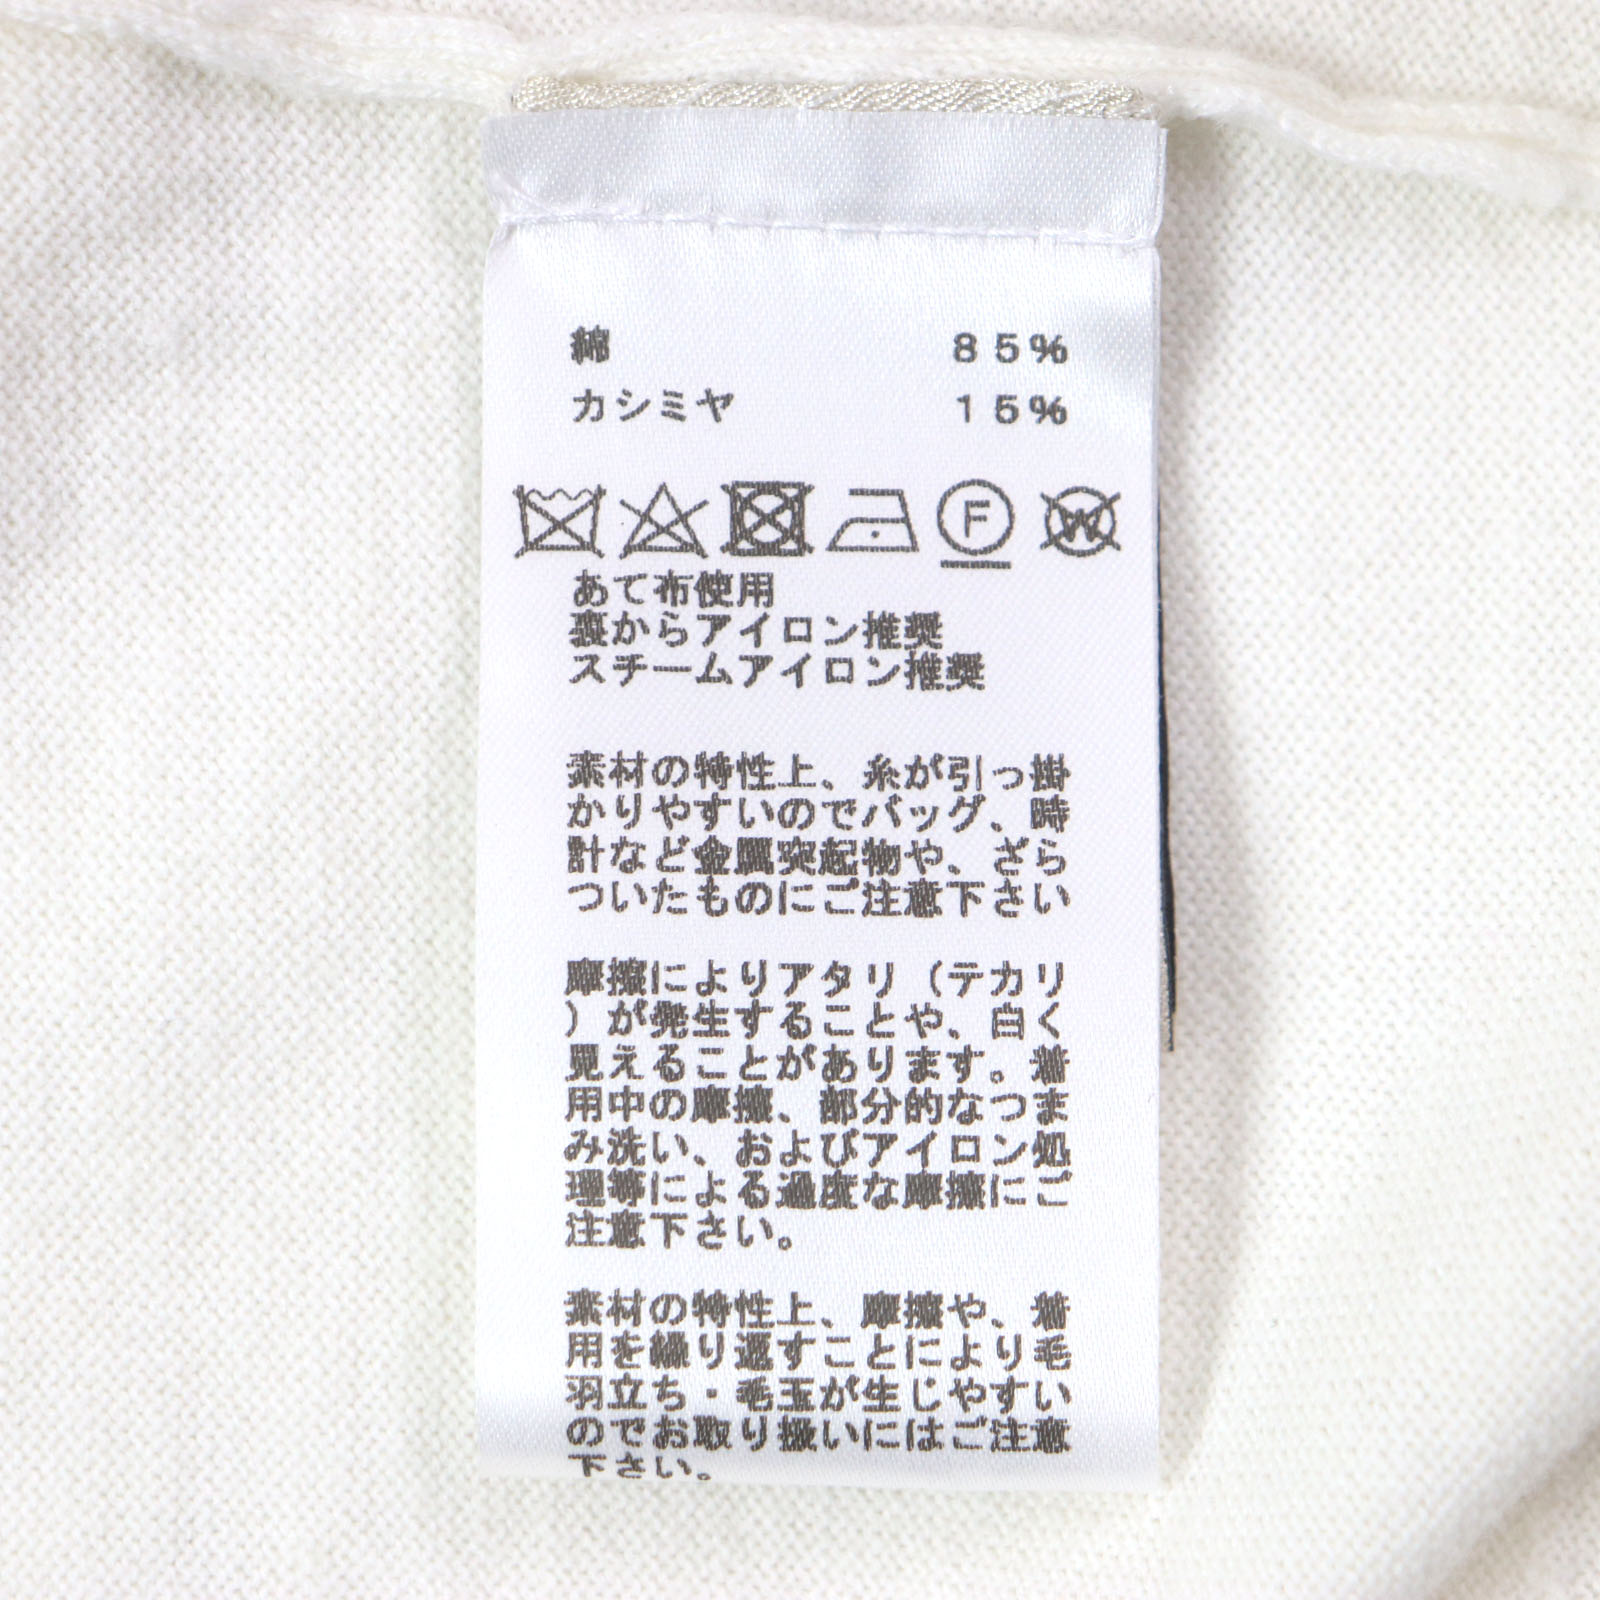 綿 85%
カシミヤ 15%
F W
あて布使用
裏からアイロン推奨
スチームアイロン推奨
素材の特性上、糸が引っ掛
かりやすいのでバッグ、時
計など金属突起物や、ざら
ついたものにご注意下さい
摩擦によりアタリ（テカリ
）が発生することや、白く
見えることがあります。着
用中の摩擦、部分的なつま
み洗い、およびアイロン処
理等による過度な摩擦にご
注意下さい。
素材の特性上、摩擦や、着
用を繰り返すことにより毛
羽立ち・毛玉が生じやすい
のでお取り扱いにはご注意
下さい。